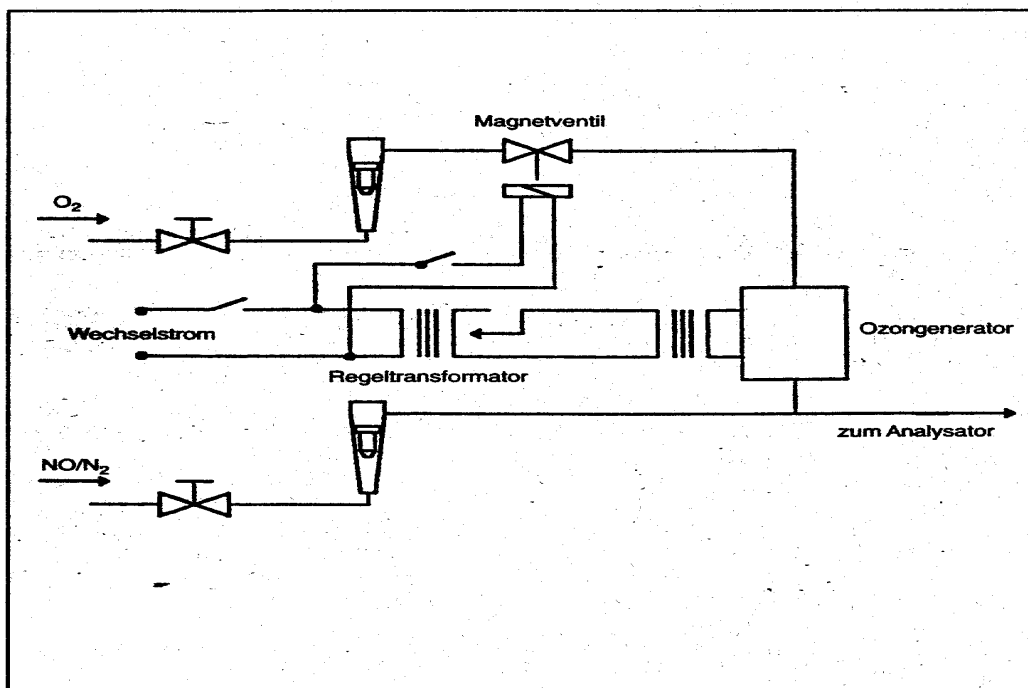 Magnetventil
O₂
Wechselstrom
Ozongenerator
Regeltransformator
zum Analysator
NO/N₂